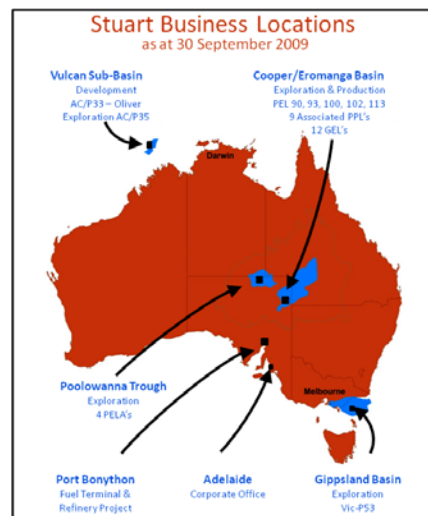 Stuart Business Locations
as at 30 September 2009
Vulcan Sub-Basin
Development
AC/P33 – Oliver
Exploration AC/P35
Cooper/Eromanga Basin
Exploration & Production
PEL 90, 93, 100, 102, 113
9 Associated PPL's
12 GEL's
Darwin
Poolowanna Trough
Exploration
4 PELA's
Melbourne
Port Bonython
Fuel Terminal &
Refinery Project
Adelaide
Corporate Office
Gippsland Basin
Exploration
Vic-P53